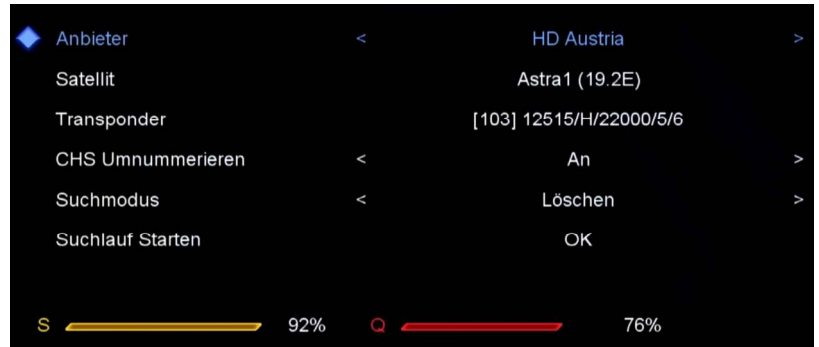 Anbieter < HD Austria >
Satellit Astra1 (19.2E)
Transponder [103] 12515/H/22000/5/6
CHS Umnummerieren < An >
Suchmodus < Löschen >
Suchlauf Starten OK
S 92% Q 76%